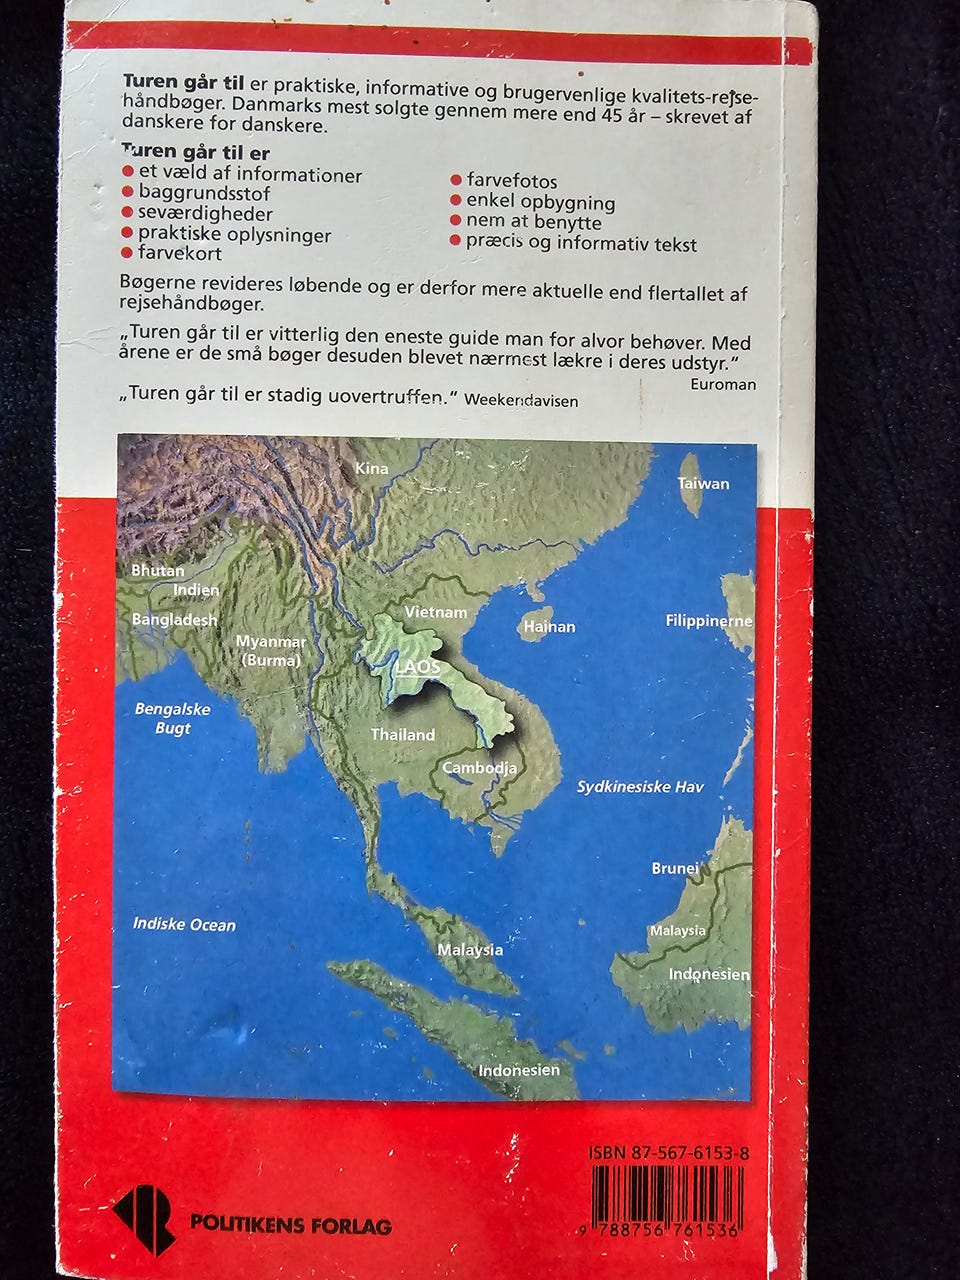 Turen går til er praktiske, informative og brugervenlige kvalitets-rejse-
håndbøger. Danmarks mest solgte gennem mere end 45 år – skrevet af
danskere for danskere.
Turen går til er
● et væld af informationer
● baggrundsstof
● seværdigheder
● praktiske oplysninger
● farvekort
● farvefotos
● enkel opbygning
● nem at benytte
● præcis og informativ tekst
Bøgerne revideres løbende og er derfor mere aktuelle end flertallet af
rejsehåndbøger.
„Turen går til er vitterlig den eneste guide man for alvor behøver. Med
årene er de små bøger desuden blevet nærmest lækre i deres udstyr.“
Euroman
„Turen går til er stadig uovertruffen.“ Weekendavisen
Kina
Taiwan
Bhutan
Indien
Bangladesh
Vietnam
Hainan
Filippinerne
Myanmar
(Burma)
LAOS
Bengalske
Bugt
Thailand
Cambodja
Sydkinesiske Hav
Brunei
Indiske Ocean
Malaysia
Malaysia
Indonesien
Indonesien
ISBN 87-567-6153-8
9 788756 761536
POLITIKENS FORLAG